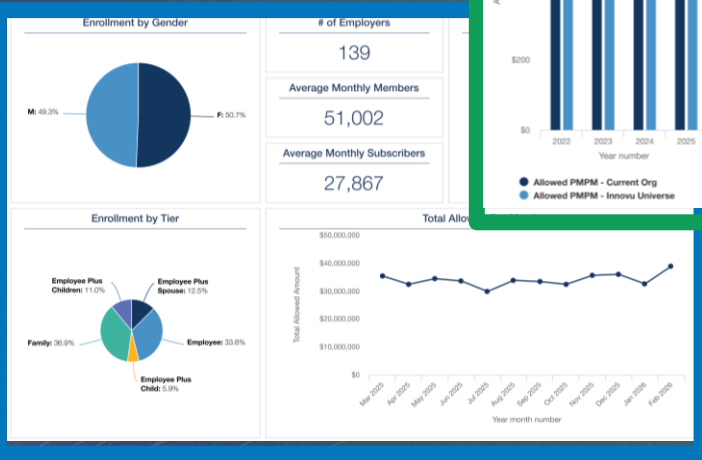 Enrollment by Gender
M: 49.3%
F: 50.7%
# of Employers
139
Average Monthly Members
51,002
Average Monthly Subscribers
27,867
$200
$0
2022 2023 2024 2025
Year number
Allowed PMPM - Current Org
Allowed PMPM - Innovu Universe
Enrollment by Tier
Employee Plus
Children: 11.0%
Employee Plus
Spouse: 12.5%
Family: 36.9%
Employee: 33.6%
Employee Plus
Child: 5.9%
Total Allow
Total Allowed Amount
$50,000,000
$40,000,000
$30,000,000
$20,000,000
$10,000,000
$0
Mar 2025 Apr 2025 May 2025 Jun 2025 Jul 2025 Aug 2025 Sep 2025 Oct 2025 Nov 2025 Dec 2025 Jan 2026 Feb 2026
Year month number